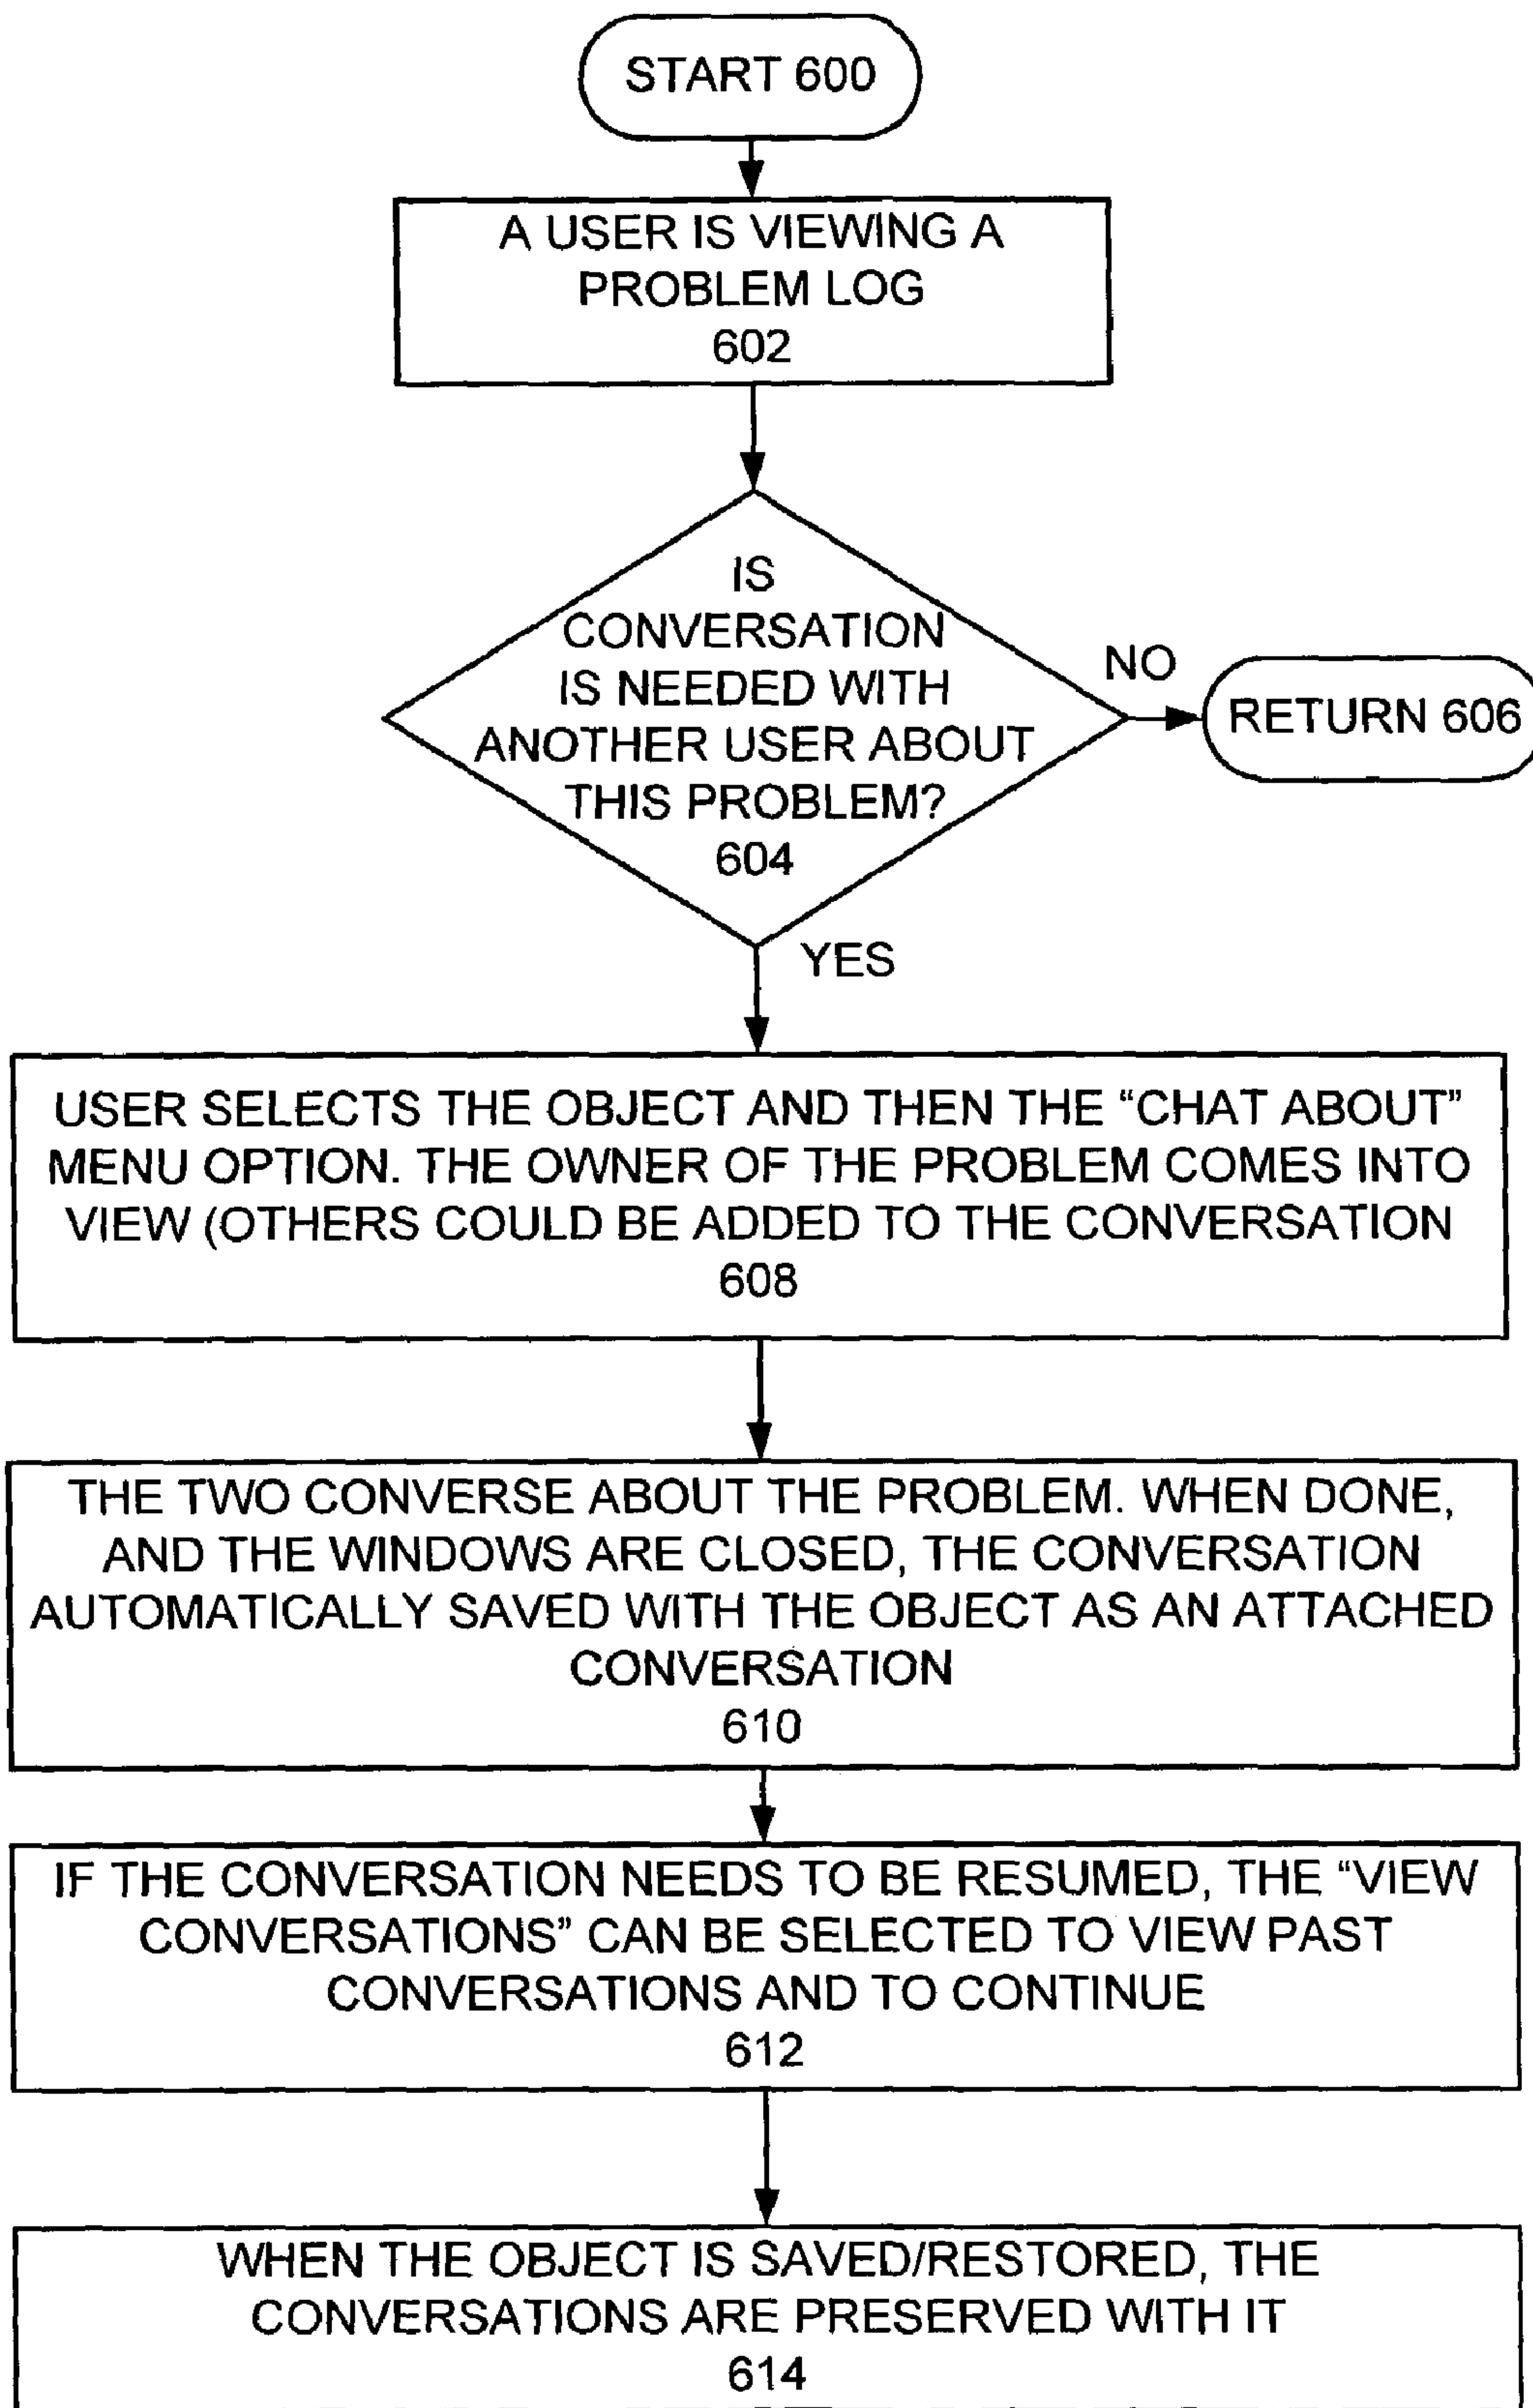 START 600
A USER IS VIEWING A
PROBLEM LOG
602
IS
CONVERSATION
IS NEEDED WITH
ANOTHER USER ABOUT
THIS PROBLEM?
604
NO
RETURN 606
YES
USER SELECTS THE OBJECT AND THEN THE “CHAT ABOUT”
MENU OPTION. THE OWNER OF THE PROBLEM COMES INTO
VIEW (OTHERS COULD BE ADDED TO THE CONVERSATION
608
THE TWO CONVERSE ABOUT THE PROBLEM. WHEN DONE,
AND THE WINDOWS ARE CLOSED, THE CONVERSATION
AUTOMATICALLY SAVED WITH THE OBJECT AS AN ATTACHED
CONVERSATION
610
IF THE CONVERSATION NEEDS TO BE RESUMED, THE “VIEW
CONVERSATIONS” CAN BE SELECTED TO VIEW PAST
CONVERSATIONS AND TO CONTINUE
612
WHEN THE OBJECT IS SAVED/RESTORED, THE
CONVERSATIONS ARE PRESERVED WITH IT
614